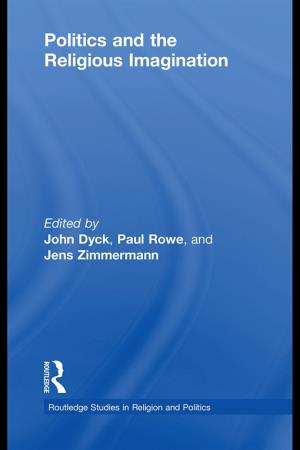 Politics and the
Religious Imagination
Edited by
John Dyck, Paul Rowe, and
Jens Zimmermann
ROUTLEDGE
Routledge Studies in Religion and Politics